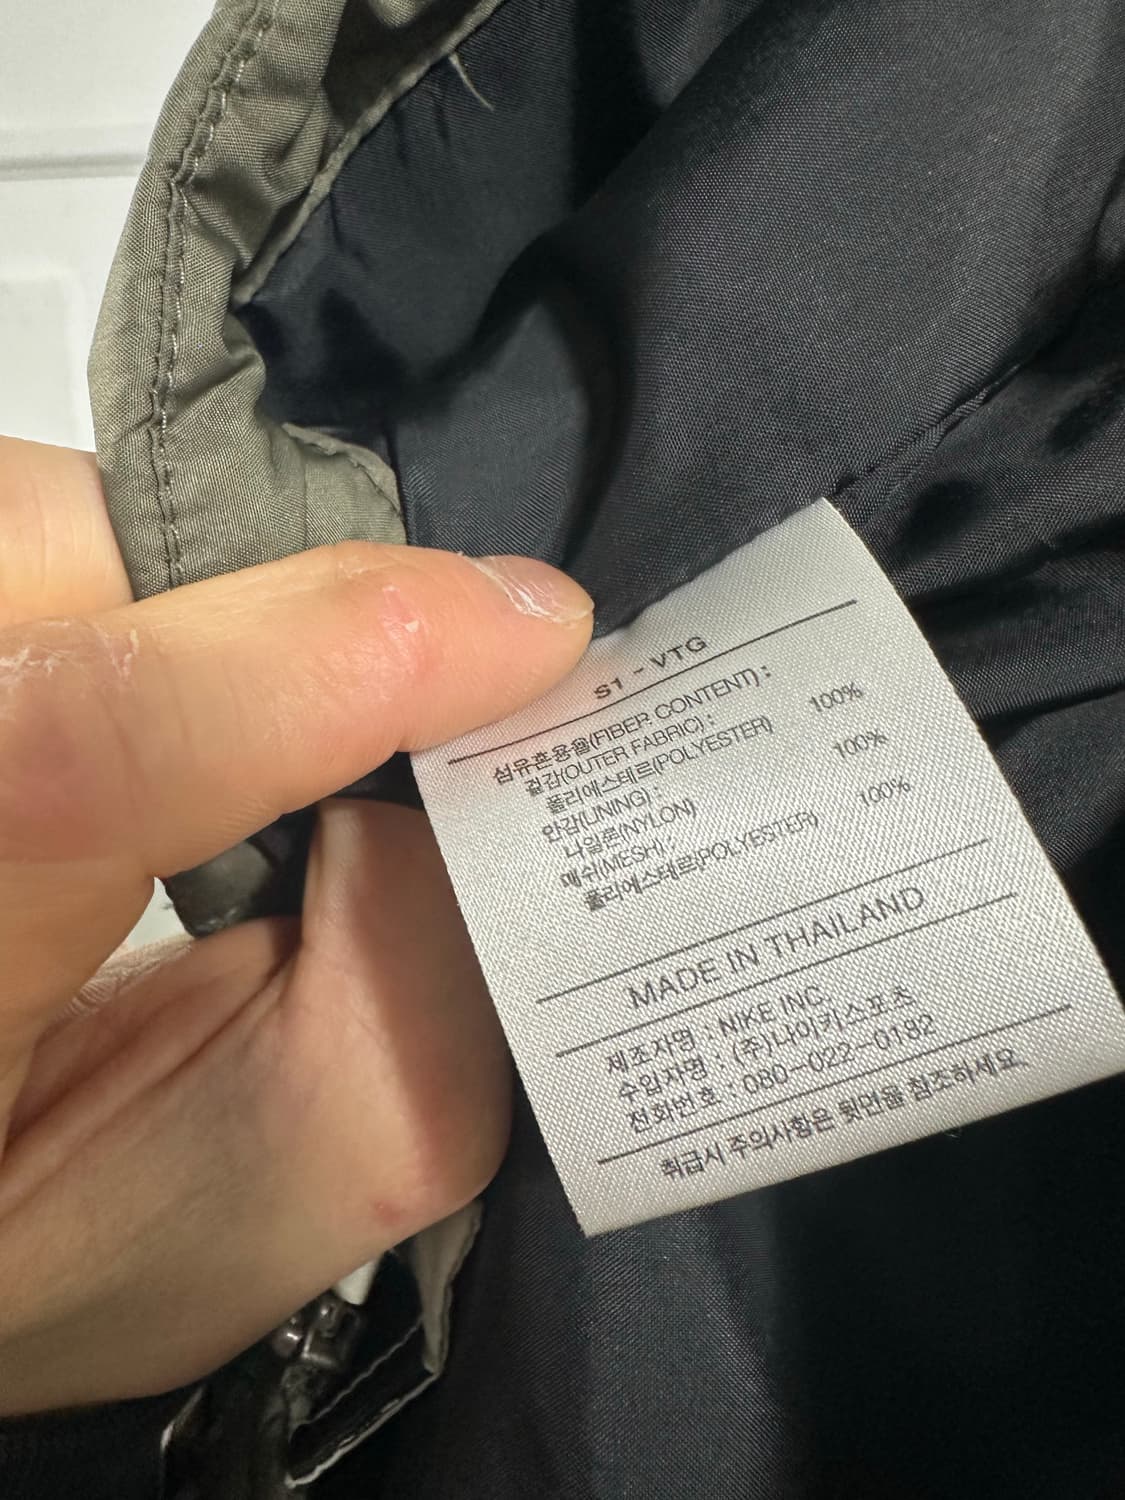 S1 - VTG
섬유혼용율(FIBER CONTENT) :
겉감(OUTER FABRIC) :
폴리에스테르(POLYESTER) 100%
안감(LINING) :
나일론(NYLON) 100%
매쉬(MESH) :
폴리에스테르(POLYESTER) 100%
MADE IN THAILAND
제조자명 : NIKE INC.
수입자명 : (주)나이키스포츠
전화번호 : 080-022-0182
취급시 주의사항은 뒷면을 참조하세요.